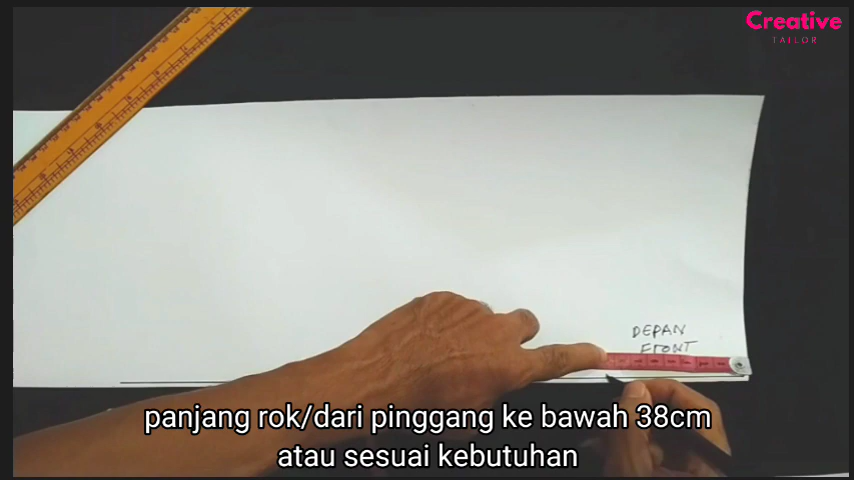 Creative
TAILOR
DEPAN
FRONT
panjang rok/dari pinggang ke bawah 38cm
atau sesuai kebutuhan